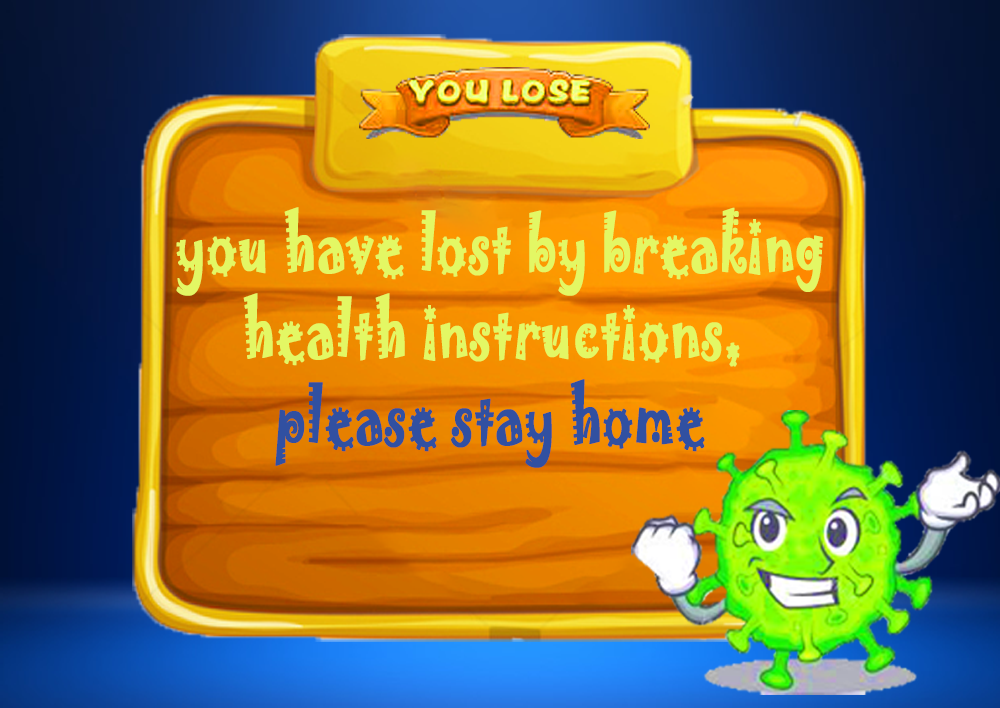 YOU LOSE
you have lost by breaking
health instructions,
please stay home